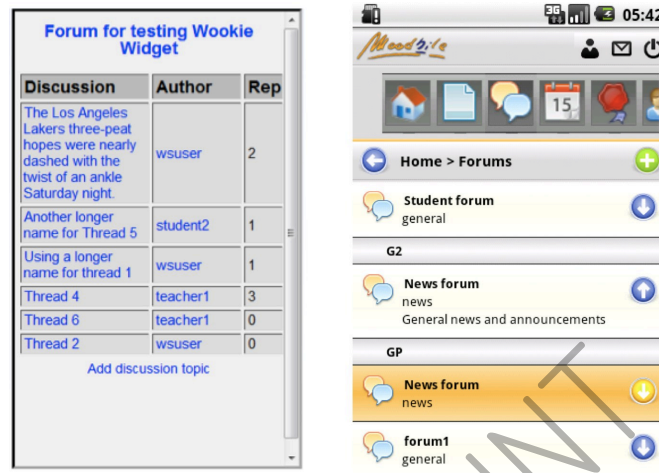 Forum for testing Wookie
Widget
Discussion Author Rep
The Los Angeles
Lakers three-peat
hopes were nearly
dashed with the
twist of an ankle
Saturday night.
wsuser 2
Another longer
name for Thread 5
student2 1
Using a longer
name for thread 1
wsuser 1
Thread 4 teacher1 3
Thread 6 teacher1 0
Thread 2 wsuser 0
Add discussion topic
3G 05:42
Moodbile
15
Home > Forums
Student forum
general
G2
News forum
news
General news and announcements
GP
News forum
news
forum1
general
NT